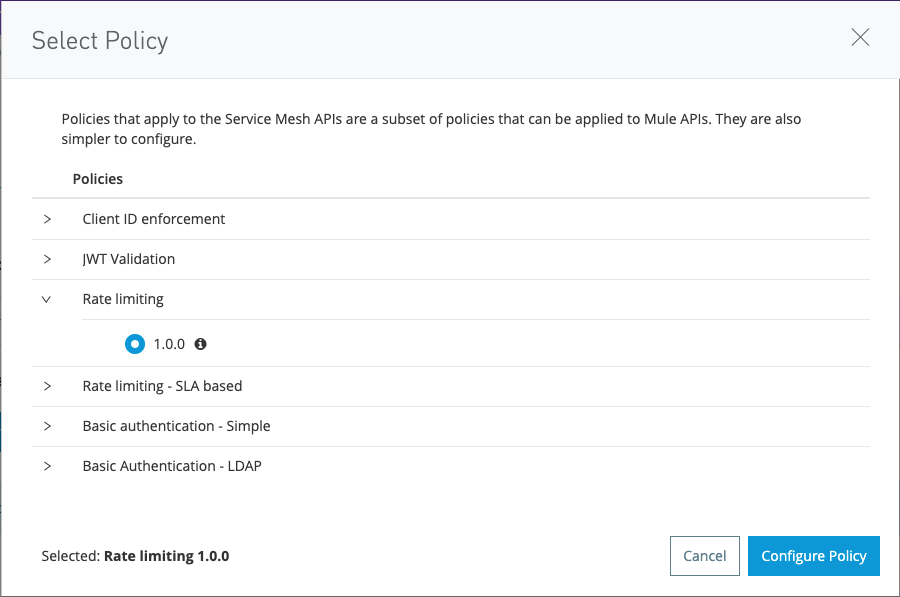 Select Policy
Policies that apply to the Service Mesh APIs are a subset of policies that can be applied to Mule APIs. They are also
simpler to configure.
Policies
Client ID enforcement
JWT Validation
Rate limiting
1.0.0
Rate limiting - SLA based
Basic authentication - Simple
Basic Authentication - LDAP
Selected: Rate limiting 1.0.0
Cancel
Configure Policy